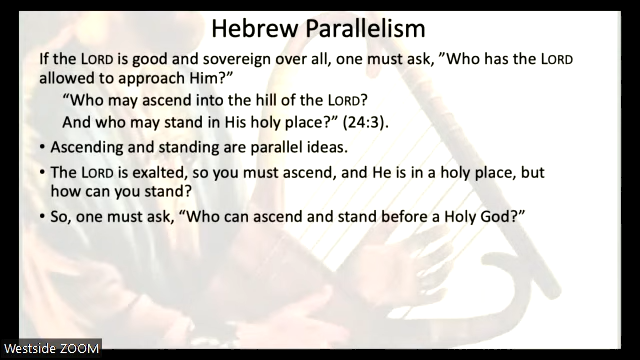 Hebrew Parallelism
If the LORD is good and sovereign over all, one must ask, ”Who has the LORD
allowed to approach Him?”
“Who may ascend into the hill of the LORD?
And who may stand in His holy place?” (24:3).
• Ascending and standing are parallel ideas.
• The LORD is exalted, so you must ascend, and He is in a holy place, but
how can you stand?
• So, one must ask, “Who can ascend and stand before a Holy God?”
Westside ZOOM